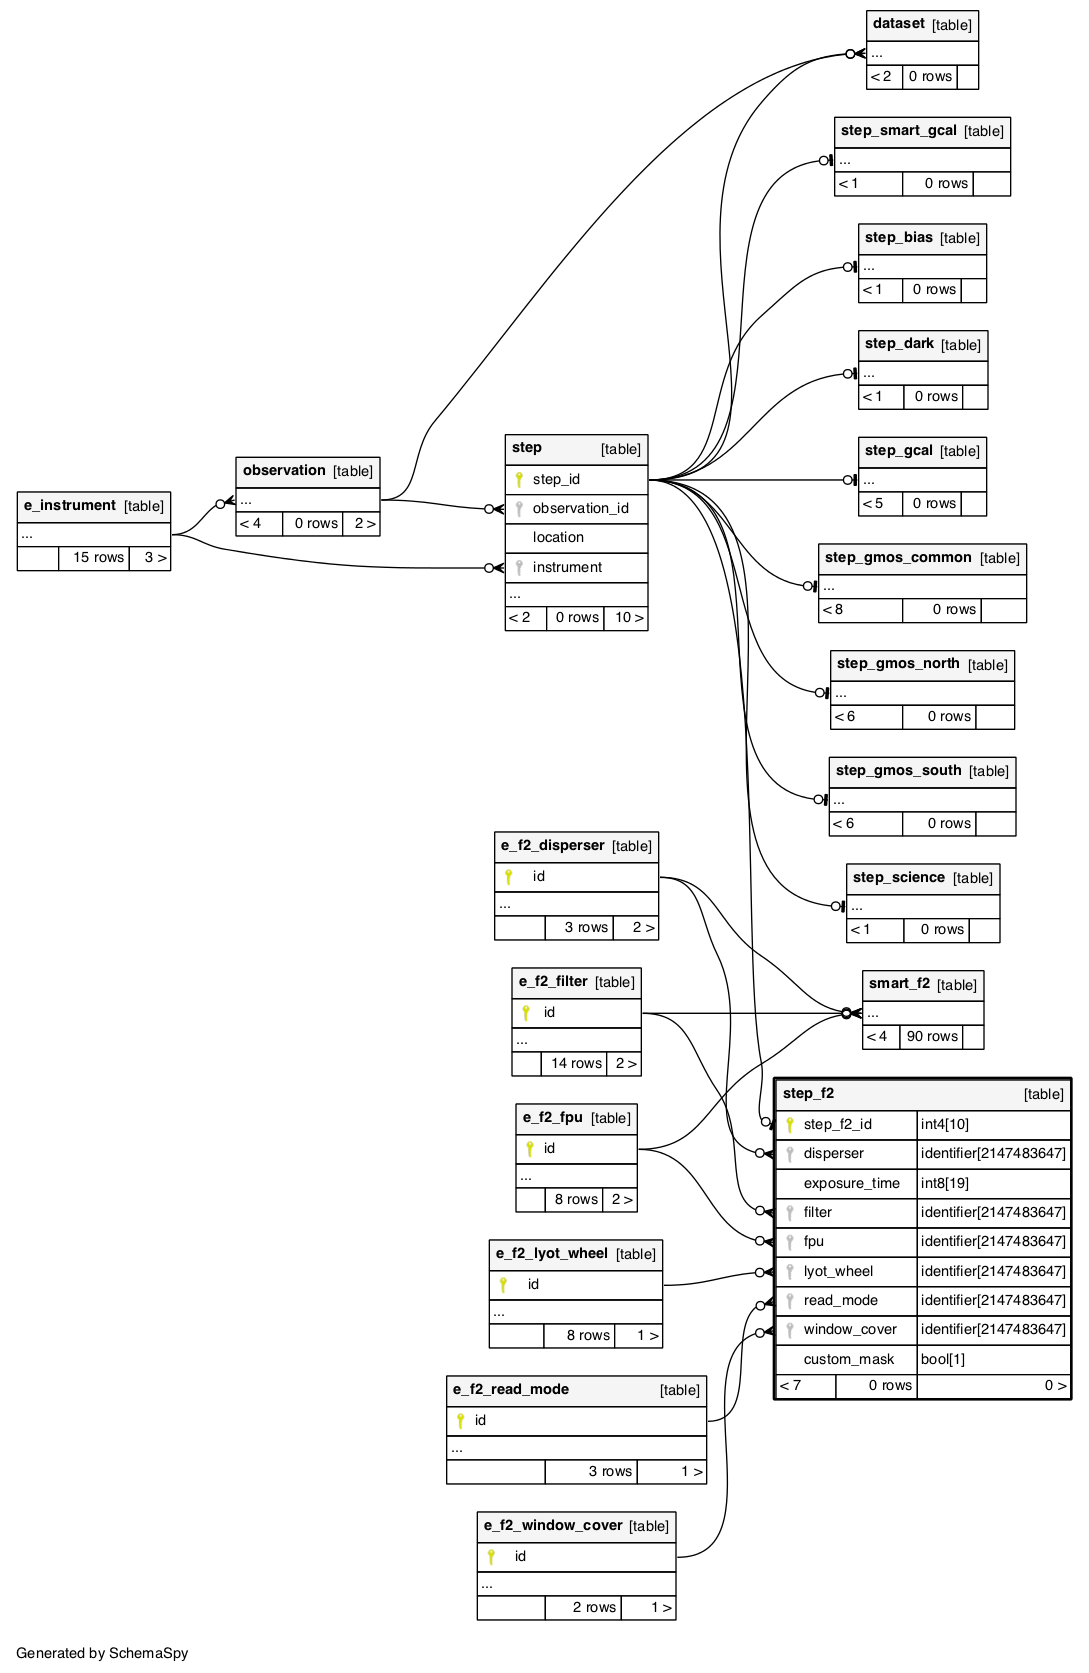 dataset [table]
...
< 2 0 rows
step_smart_gcal [table]
...
< 1 0 rows
step_bias [table]
...
< 1 0 rows
step_dark [table]
...
< 1 0 rows
step_gcal [table]
...
< 5 0 rows
step_gmos_common [table]
...
< 8 0 rows
step_gmos_north [table]
...
< 6 0 rows
step_gmos_south [table]
...
< 6 0 rows
step_science [table]
...
< 1 0 rows
smart_f2 [table]
...
< 4 90 rows
e_instrument [table]
...
15 rows 3 >
observation [table]
...
< 4 0 rows 2 >
step [table]
step_id
observation_id
location
instrument
...
< 2 0 rows 10 >
e_f2_disperser [table]
id
...
3 rows 2 >
e_f2_filter [table]
id
...
14 rows 2 >
e_f2_fpu [table]
id
...
8 rows 2 >
e_f2_lyot_wheel [table]
id
...
8 rows 1 >
e_f2_read_mode [table]
id
...
3 rows 1 >
e_f2_window_cover [table]
id
...
2 rows 1 >
step_f2 [table]
step_f2_id int4[10]
disperser identifier[2147483647]
exposure_time int8[19]
filter identifier[2147483647]
fpu identifier[2147483647]
lyot_wheel identifier[2147483647]
read_mode identifier[2147483647]
window_cover identifier[2147483647]
custom_mask bool[1]
< 7 0 rows 0 >
Generated by SchemaSpy